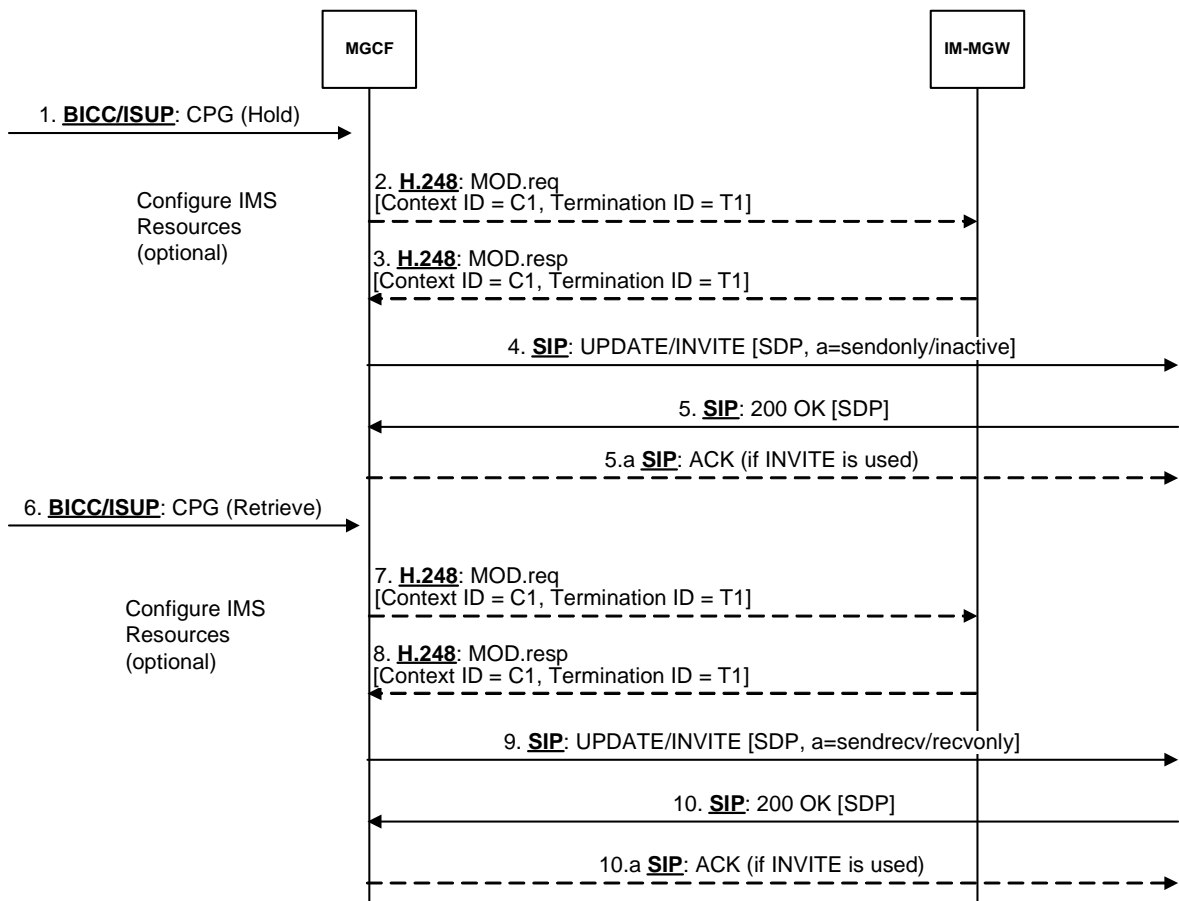 MGCF
IM-MGW
1. BICC/ISUP: CPG (Hold)
2. H.248: MOD.req
[Context ID = C1, Termination ID = T1]
Configure IMS
Resources
(optional)
3. H.248: MOD.resp
[Context ID = C1, Termination ID = T1]
4. SIP: UPDATE/INVITE [SDP, a=sendonly/inactive]
5. SIP: 200 OK [SDP]
5.a SIP: ACK (if INVITE is used)
6. BICC/ISUP: CPG (Retrieve)
7. H.248: MOD.req
[Context ID = C1, Termination ID = T1]
Configure IMS
Resources
(optional)
8. H.248: MOD.resp
[Context ID = C1, Termination ID = T1]
9. SIP: UPDATE/INVITE [SDP, a=sendrecv/recvonly]
10. SIP: 200 OK [SDP]
10.a SIP: ACK (if INVITE is used)